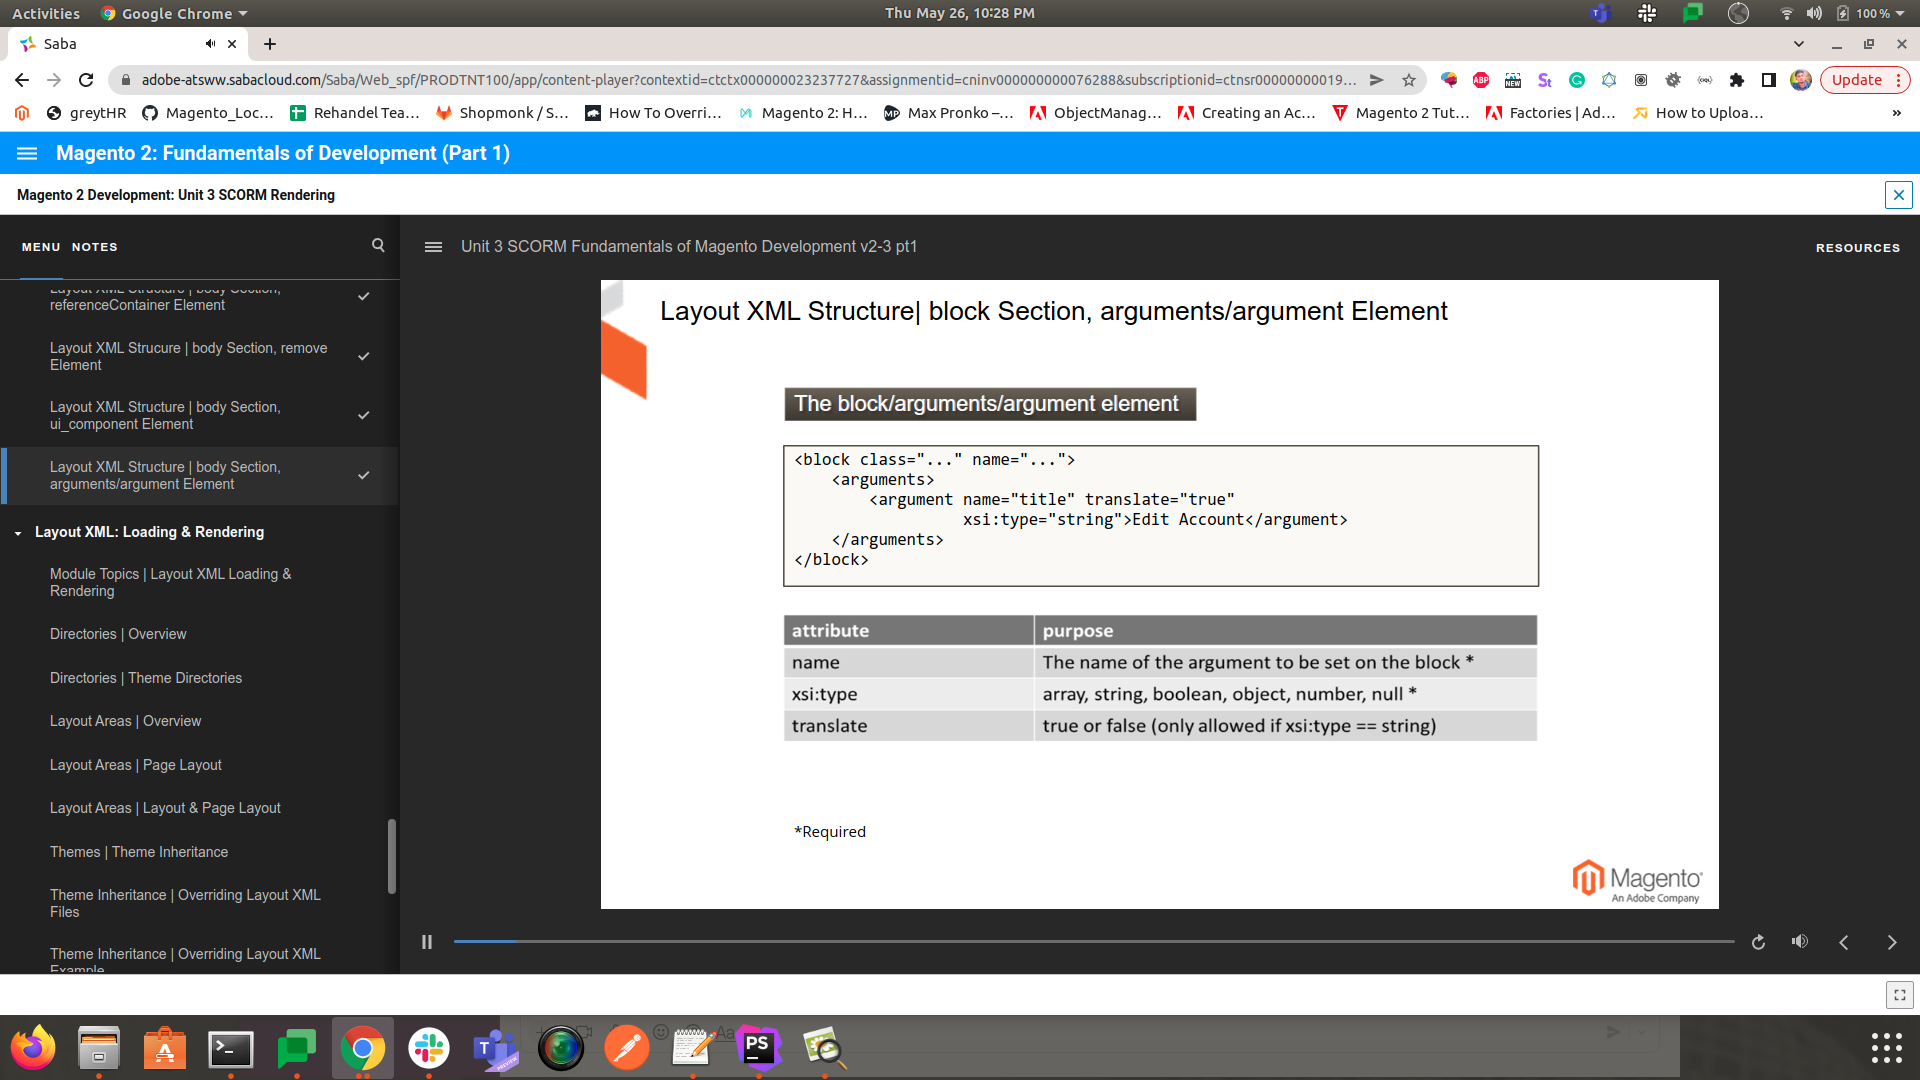 Activities
Google Chrome
Thu May 26, 10:28 PM
100 %
Saba
adobe-atsww.sabacloud.com/Saba/Web_spf/PRODTNT100/app/content-player?contextid=ctctx000000023237727&assignmentid=cninv000000000076288&subscriptionid=ctnsr00000000019...
Update
greytHR
Magento_Loc...
Rehandel Tea...
Shopmonk / S...
How To Overri...
Magento 2: H...
Max Pronko –...
ObjectManag...
Creating an Ac...
Magento 2 Tut...
Factories | Ad...
How to Uploa...
»
Magento 2: Fundamentals of Development (Part 1)
Magento 2 Development: Unit 3 SCORM Rendering
MENU
NOTES
Unit 3 SCORM Fundamentals of Magento Development v2-3 pt1
RESOURCES
Layout XML Structure | body Section,
referenceContainer Element
Layout XML Strucure | body Section, remove
Element
Layout XML Structure | body Section,
ui_component Element
Layout XML Structure | body Section,
arguments/argument Element
Layout XML: Loading & Rendering
Module Topics | Layout XML Loading &
Rendering
Directories | Overview
Directories | Theme Directories
Layout Areas | Overview
Layout Areas | Page Layout
Layout Areas | Layout & Page Layout
Themes | Theme Inheritance
Theme Inheritance | Overriding Layout XML
Files
Theme Inheritance | Overriding Layout XML
Example
Layout XML Structure| block Section, arguments/argument Element
The block/arguments/argument element
<block class="..." name="...">
<arguments>
<argument name="title" translate="true"
xsi:type="string">Edit Account</argument>
</arguments>
</block>
attribute
purpose
name
The name of the argument to be set on the block *
xsi:type
array, string, boolean, object, number, null *
translate
true or false (only allowed if xsi:type == string)
*Required
Magento
An Adobe Company